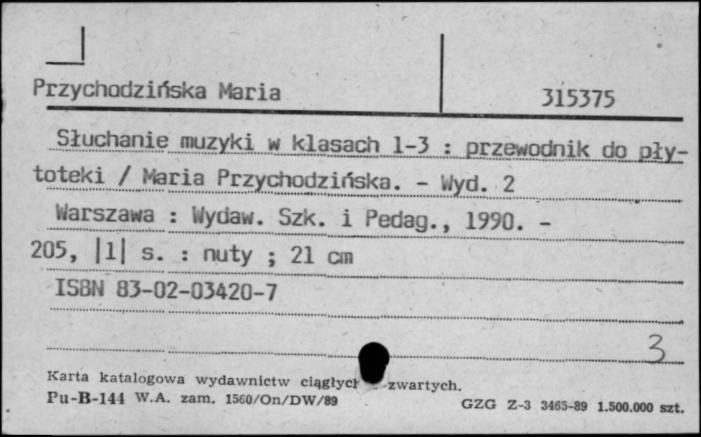 Przychodzińska Maria 315375
Słuchanie muzyki w klasach 1-3 : przewodnik do pły-
toteki / Maria Przychodzińska. - Wyd. 2
Warszawa : Wydaw. Szk. i Pedag., 1990. -
205, |1| s. : nuty ; 21 cm
ISBN 83-02-03420-7
3
Karta katalogowa wydawnictw ciągłych zwartych.
Pu-B-144 W.A. zam. 1560/On/DW/89 GZG Z-3 3465-89 1.500.000 szt.